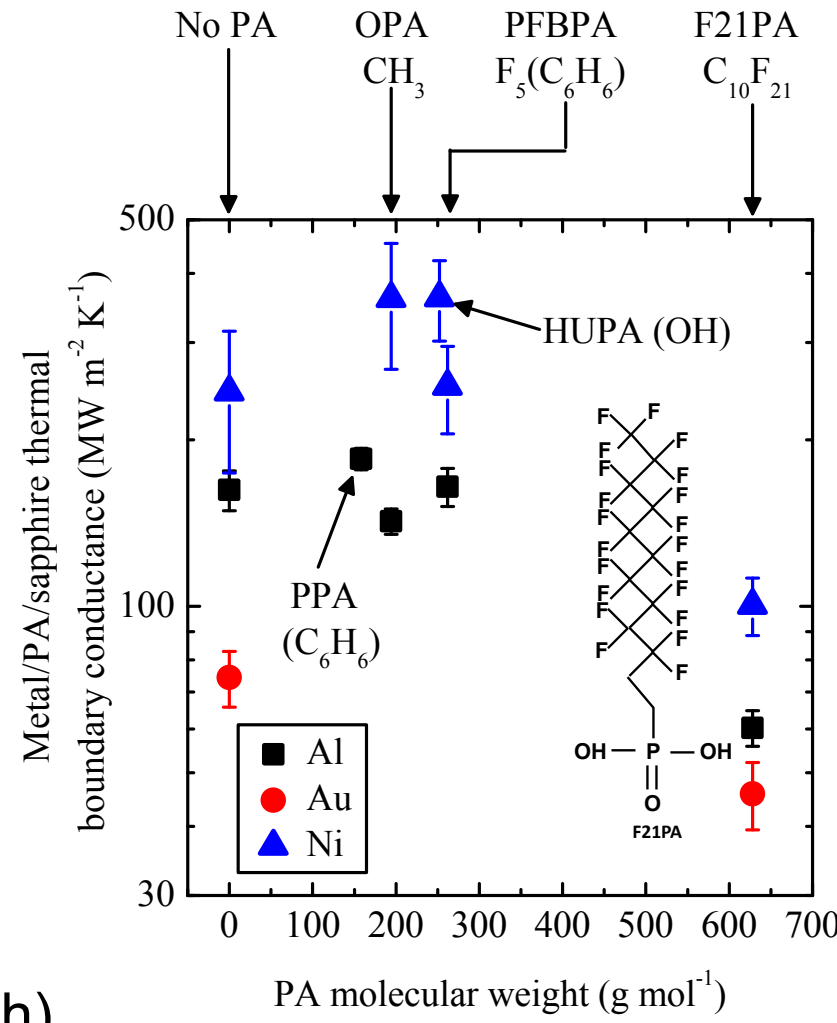 No PA OPA PFBPA F21PA
CH₃ F₅(C₆H₆) C₁₀F₂₁
500
HUPA (OH)
PPA
(C₆H₆)
100
30
Metal/PA/sapphire thermal
boundary conductance (MW m⁻² K⁻¹)
Al
Au
Ni
F F
F F
F F
F F
F F
F F
F F
F F
F F
F F
F
OH P OH
O
F21PA
0 100 200 300 400 500 600 700
PA molecular weight (g mol⁻¹)
h)